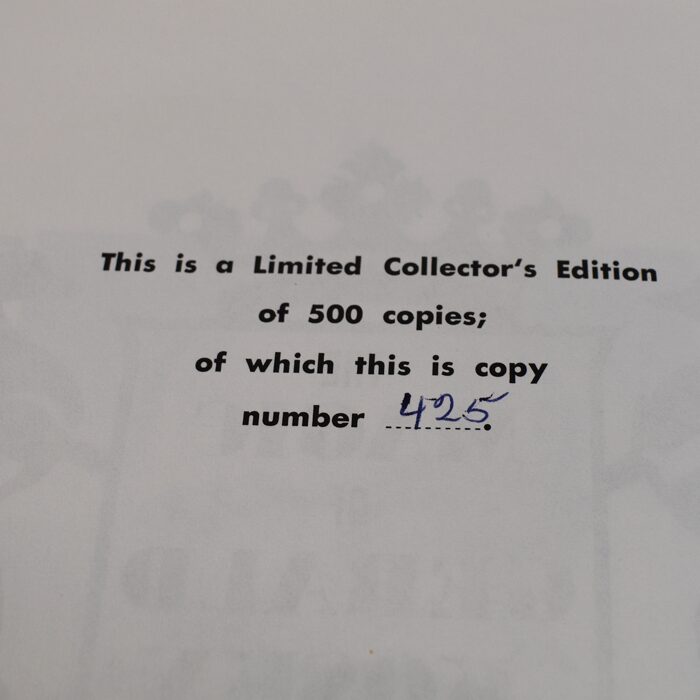 This is a Limited Collector's Edition
of 500 copies;
of which this is copy
number 425.